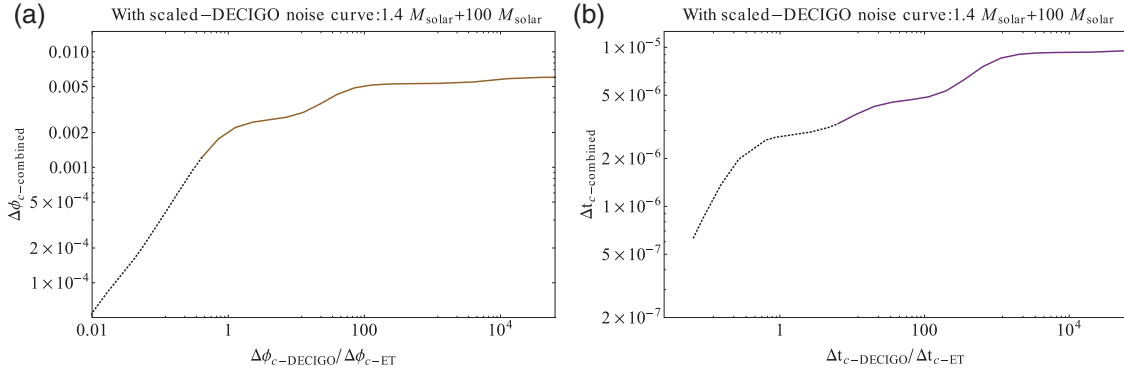 (a)
With scaled−DECIGO noise curve:1.4 M_solar+100 M_solar
Δϕ_c−combined
0.010
0.005
0.002
0.001
5×10^−4
2×10^−4
1×10^−4
0.01 1 100 10^4
Δϕ_c−DECIGO/Δϕ_c−ET
(b)
With scaled−DECIGO noise curve:1.4 M_solar+100 M_solar
Δt_c−combined
1×10^−5
5×10^−6
2×10^−6
1×10^−6
5×10^−7
2×10^−7
1 100 10^4
Δt_c−DECIGO/Δt_c−ET